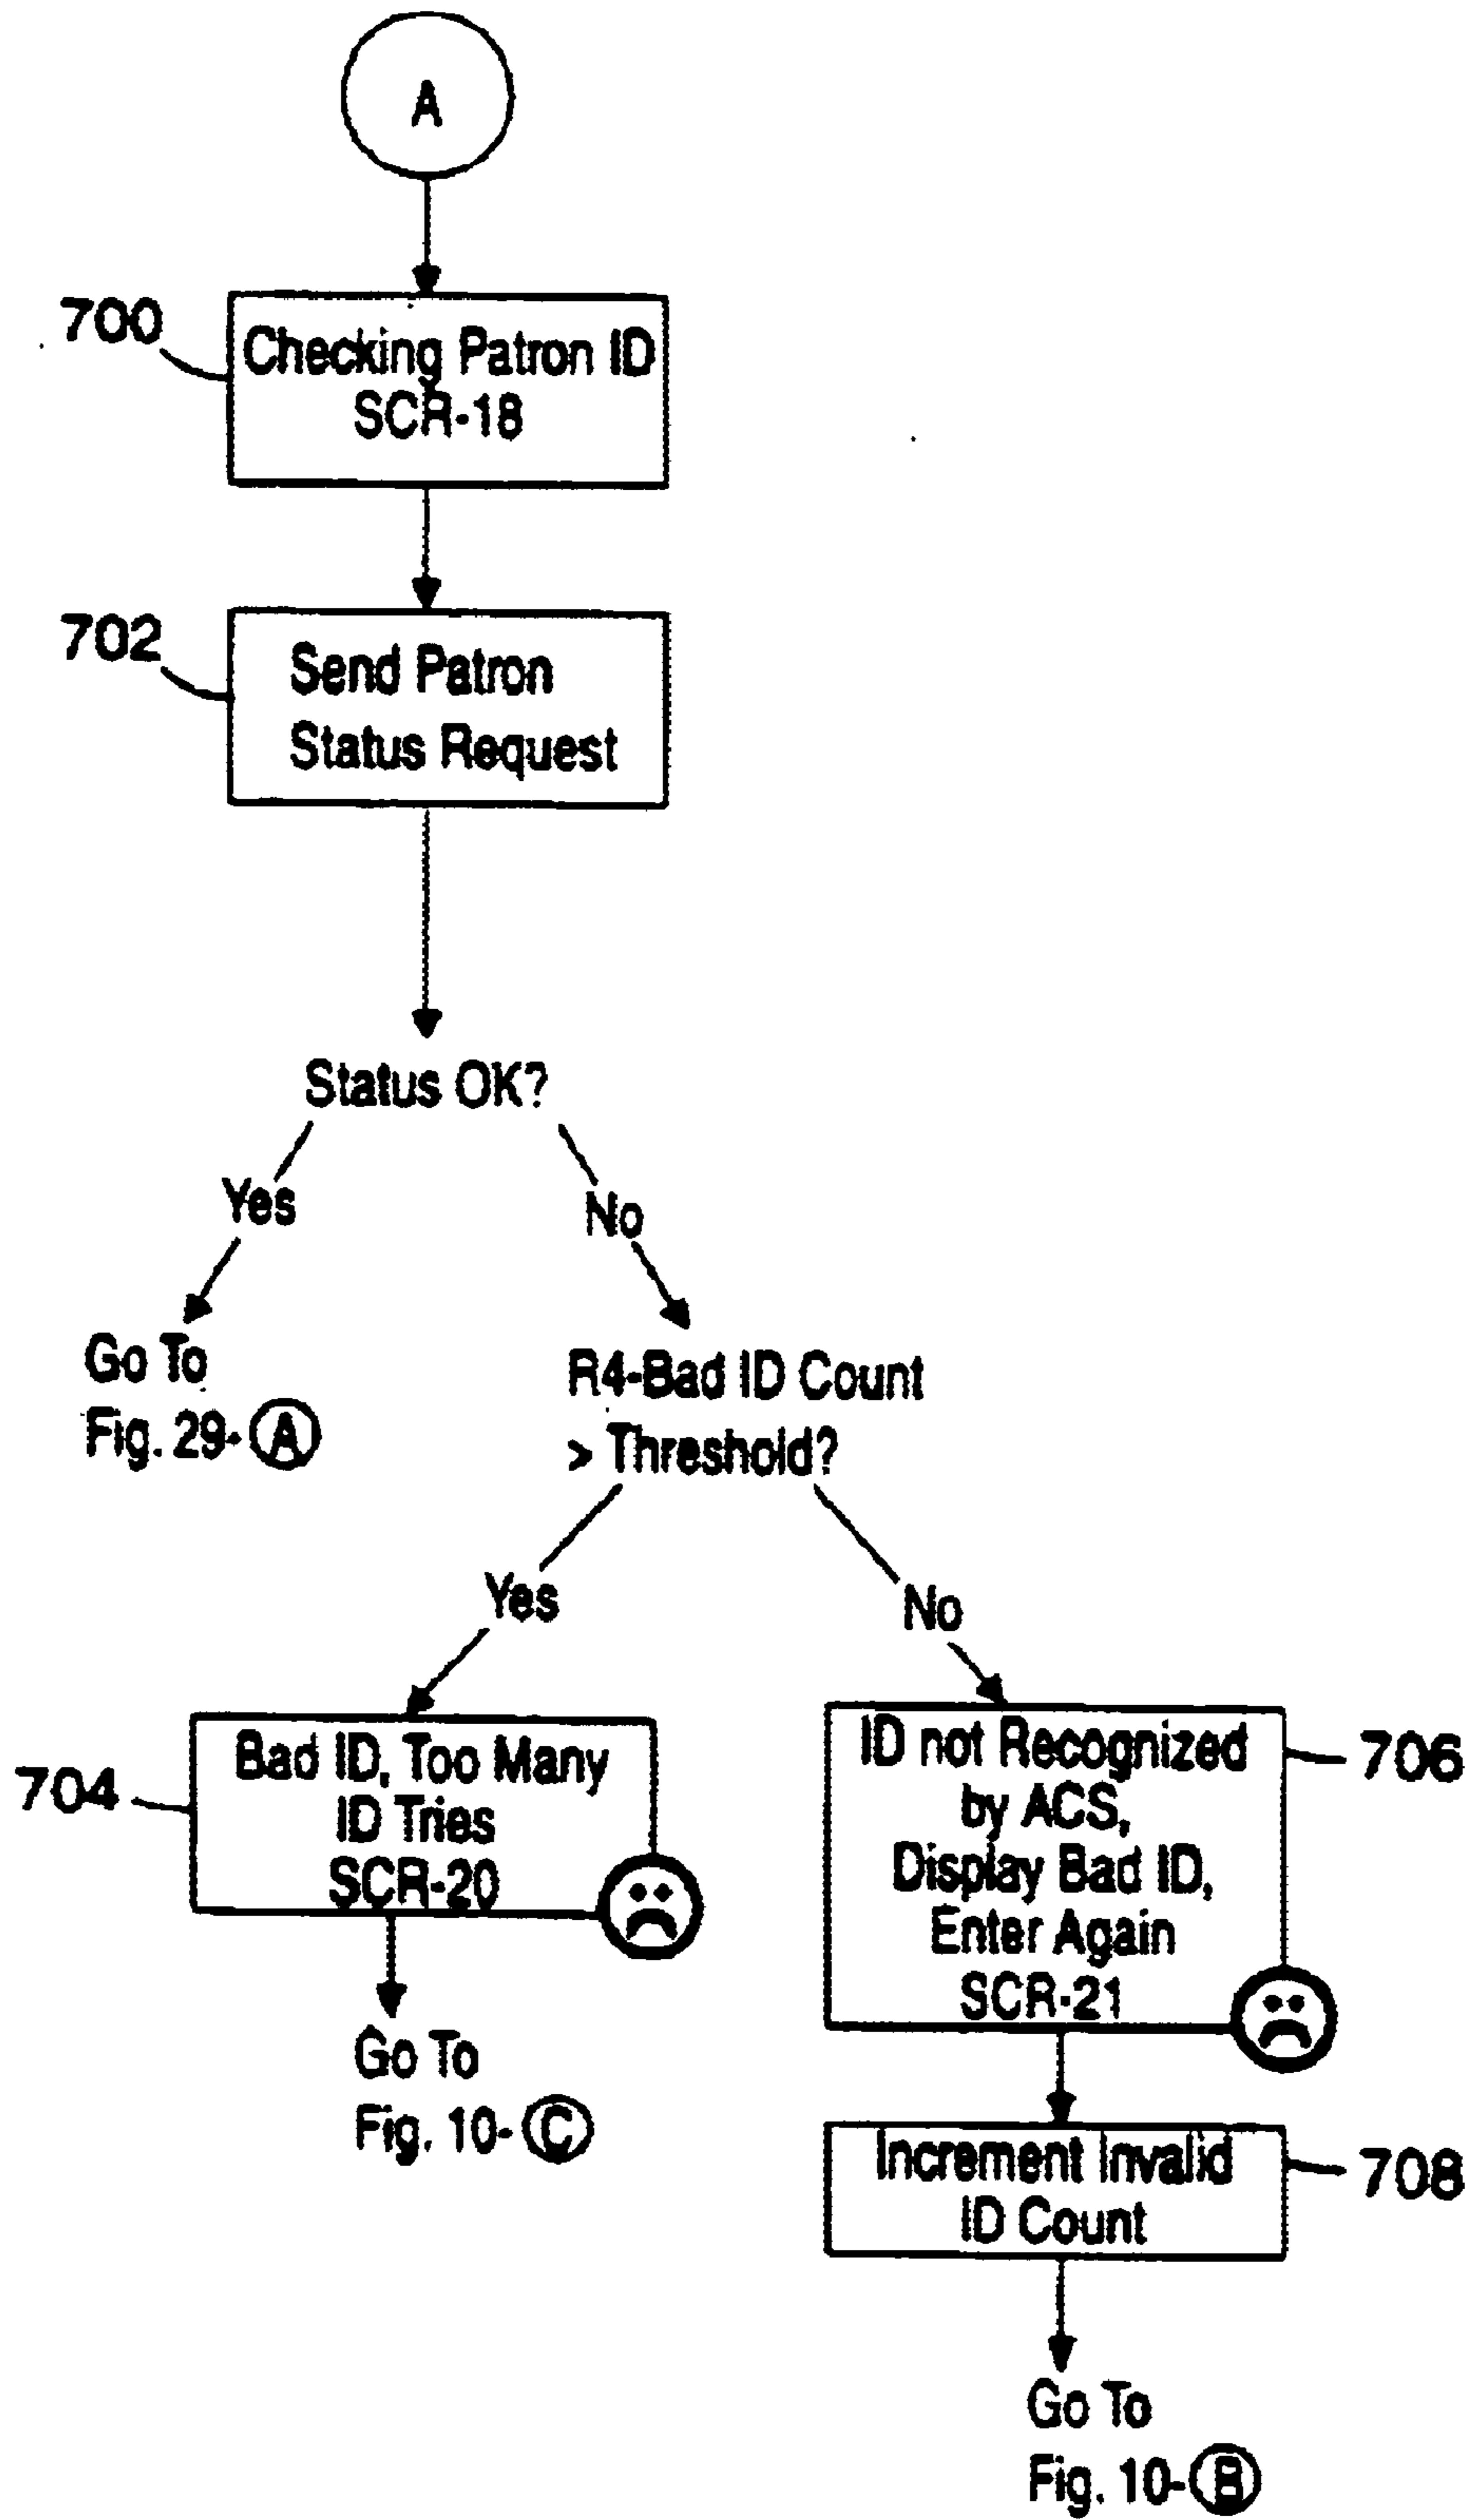 A
700
Checking Patron ID
SCR-18
702
Send Patron
Status Request
Status OK?
Yes
No
Go To
Fig. 29- A
R4-Bad ID Count
> Threshold?
Yes
No
704
Bad ID, Too Many
ID Tries
SCR-20
Go To
Fig. 10- C
ID not Recognized
by ACS,
Display Bad ID,
Enter Again
SCR-21
706
Increment Invalid
ID Count
708
Go To
Fig. 10- B